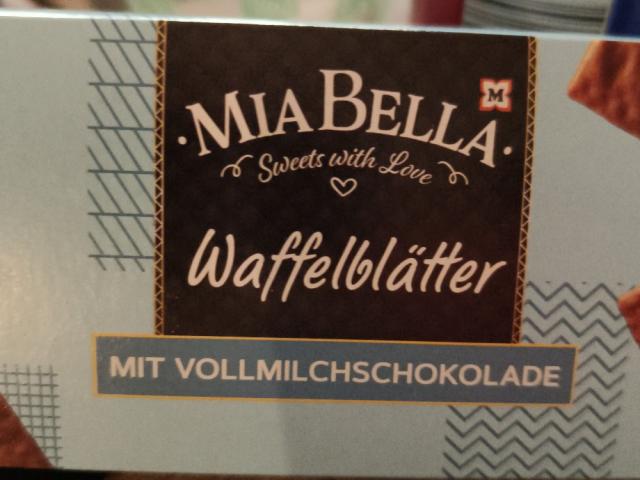 M
·MIA BELLA·
Sweets with Love
Waffelblätter
MIT VOLLMILCHSCHOKOLADE